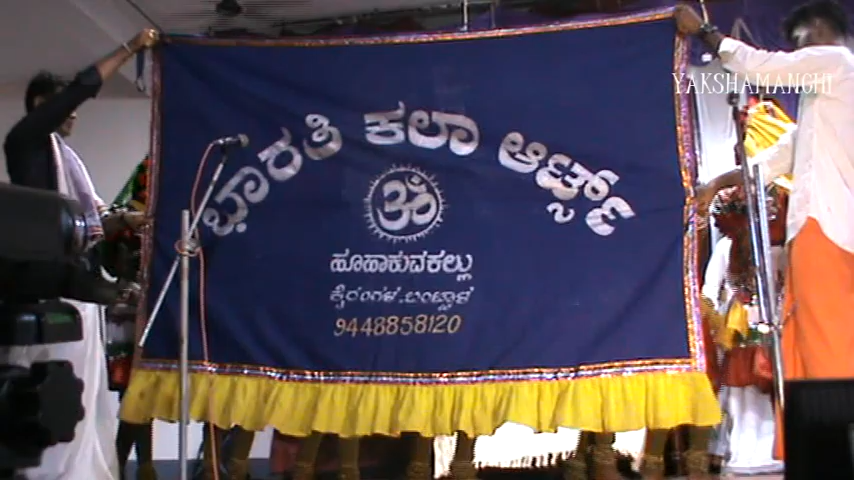 YAKSHAMANCHI
ಭಾರತಿ ಕಲಾ ಆರ್ಟ್ಸ್
ಓಂ
ಹೂಹಾಕುವಕಲ್ಲು
ಕೈರಂಗಳ.ಬಂಟ್ವಾಳ
9448858120